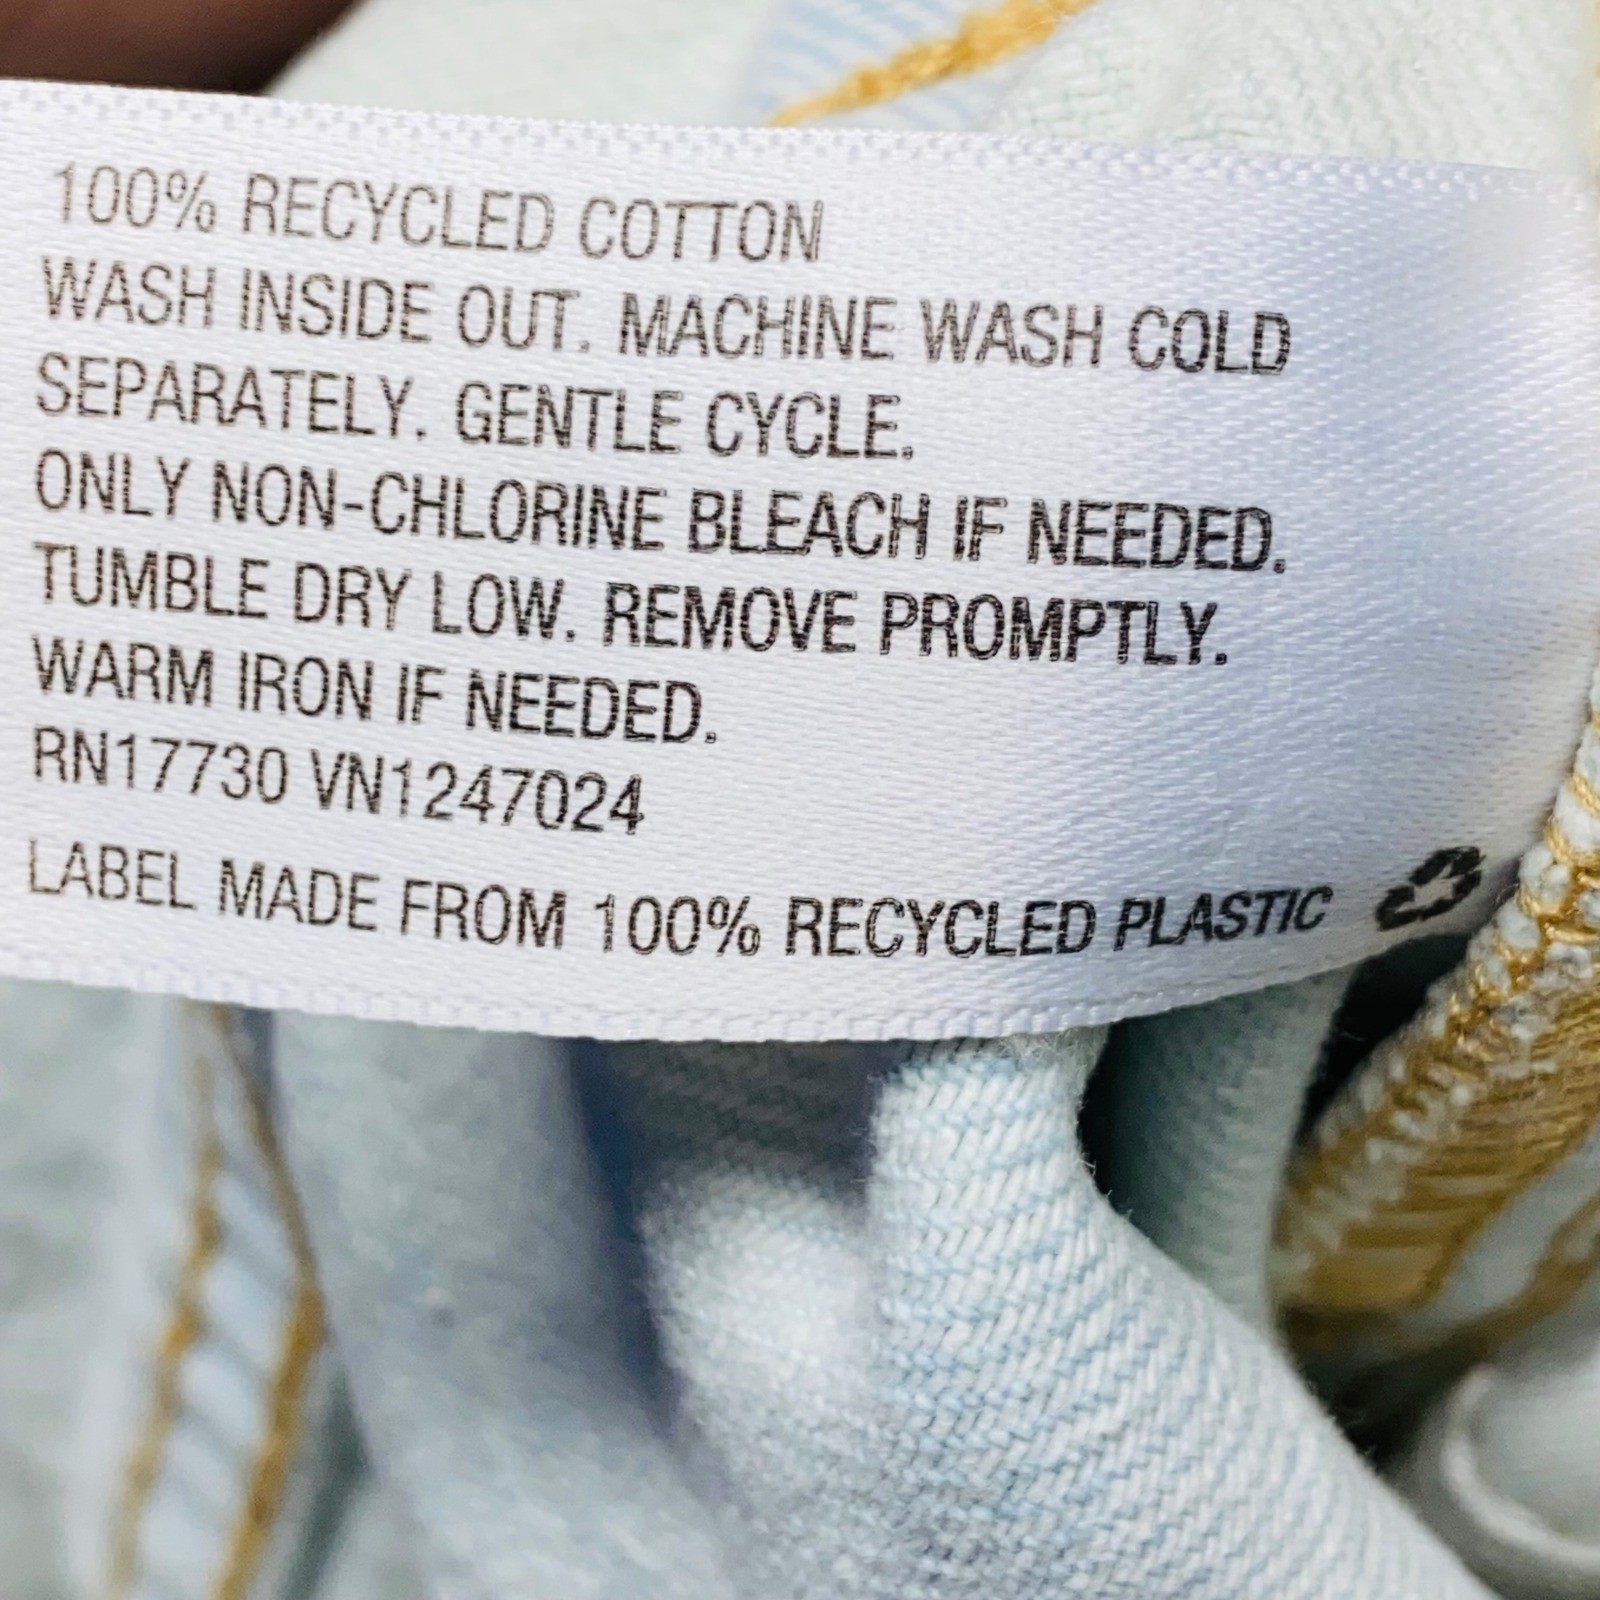 100% RECYCLED COTTON
WASH INSIDE OUT. MACHINE WASH COLD
SEPARATELY. GENTLE CYCLE.
ONLY NON-CHLORINE BLEACH IF NEEDED.
TUMBLE DRY LOW. REMOVE PROMPTLY.
WARM IRON IF NEEDED.
RN17730 VN1247024
LABEL MADE FROM 100% RECYCLED PLASTIC